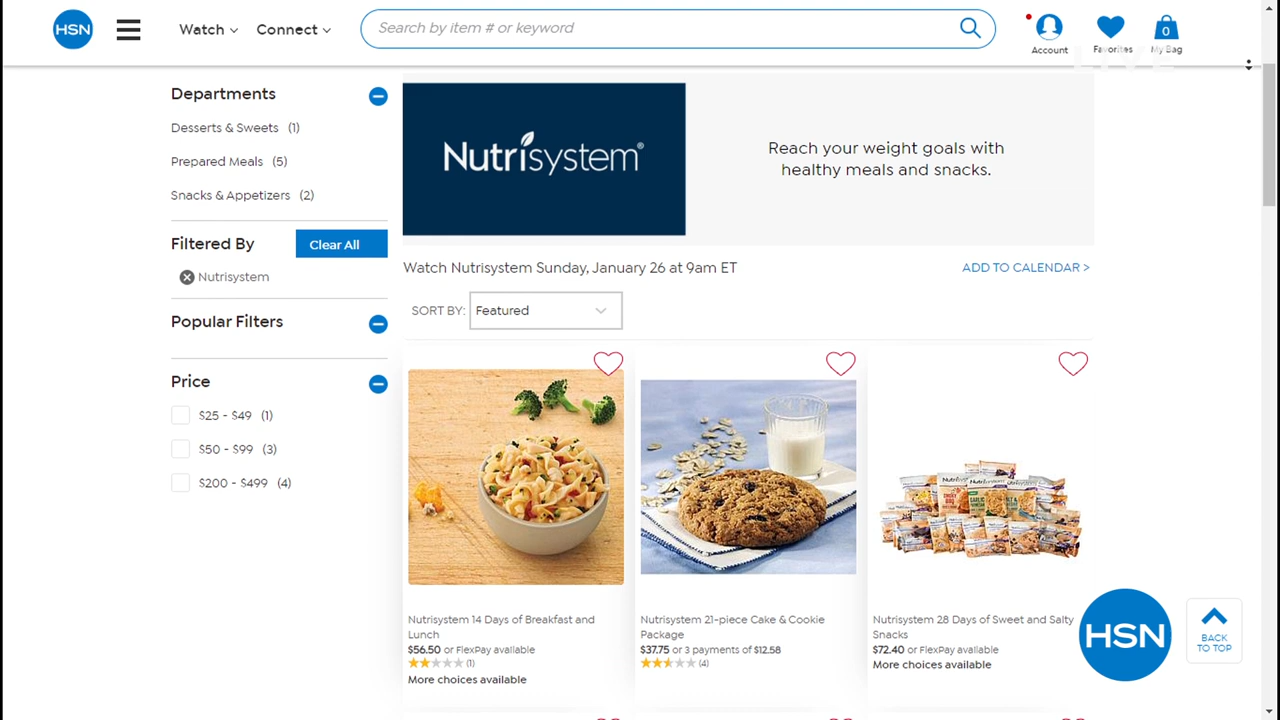 HSN
Watch
Connect
Search by item # or keyword
Account
Favorites
0
My Bag
LIVE
Departments
Desserts & Sweets (1)
Prepared Meals (5)
Snacks & Appetizers (2)
Filtered By
Clear All
Nutrisystem
Popular Filters
Price
$25 - $49 (1)
$50 - $99 (3)
$200 - $499 (4)
Nutrisystem®
Reach your weight goals with
healthy meals and snacks.
Watch Nutrisystem Sunday, January 26 at 9am ET
ADD TO CALENDAR >
SORT BY: Featured
Nutrisystem 14 Days of Breakfast and
Lunch
$56.50 or FlexPay available
(1)
More choices available
Nutrisystem 21-piece Cake & Cookie
Package
$37.75 or 3 payments of $12.58
(4)
Nutrisystem 28 Days of Sweet and Salty
Snacks
$72.40 or FlexPay available
More choices available
HSN
BACK
TO TOP